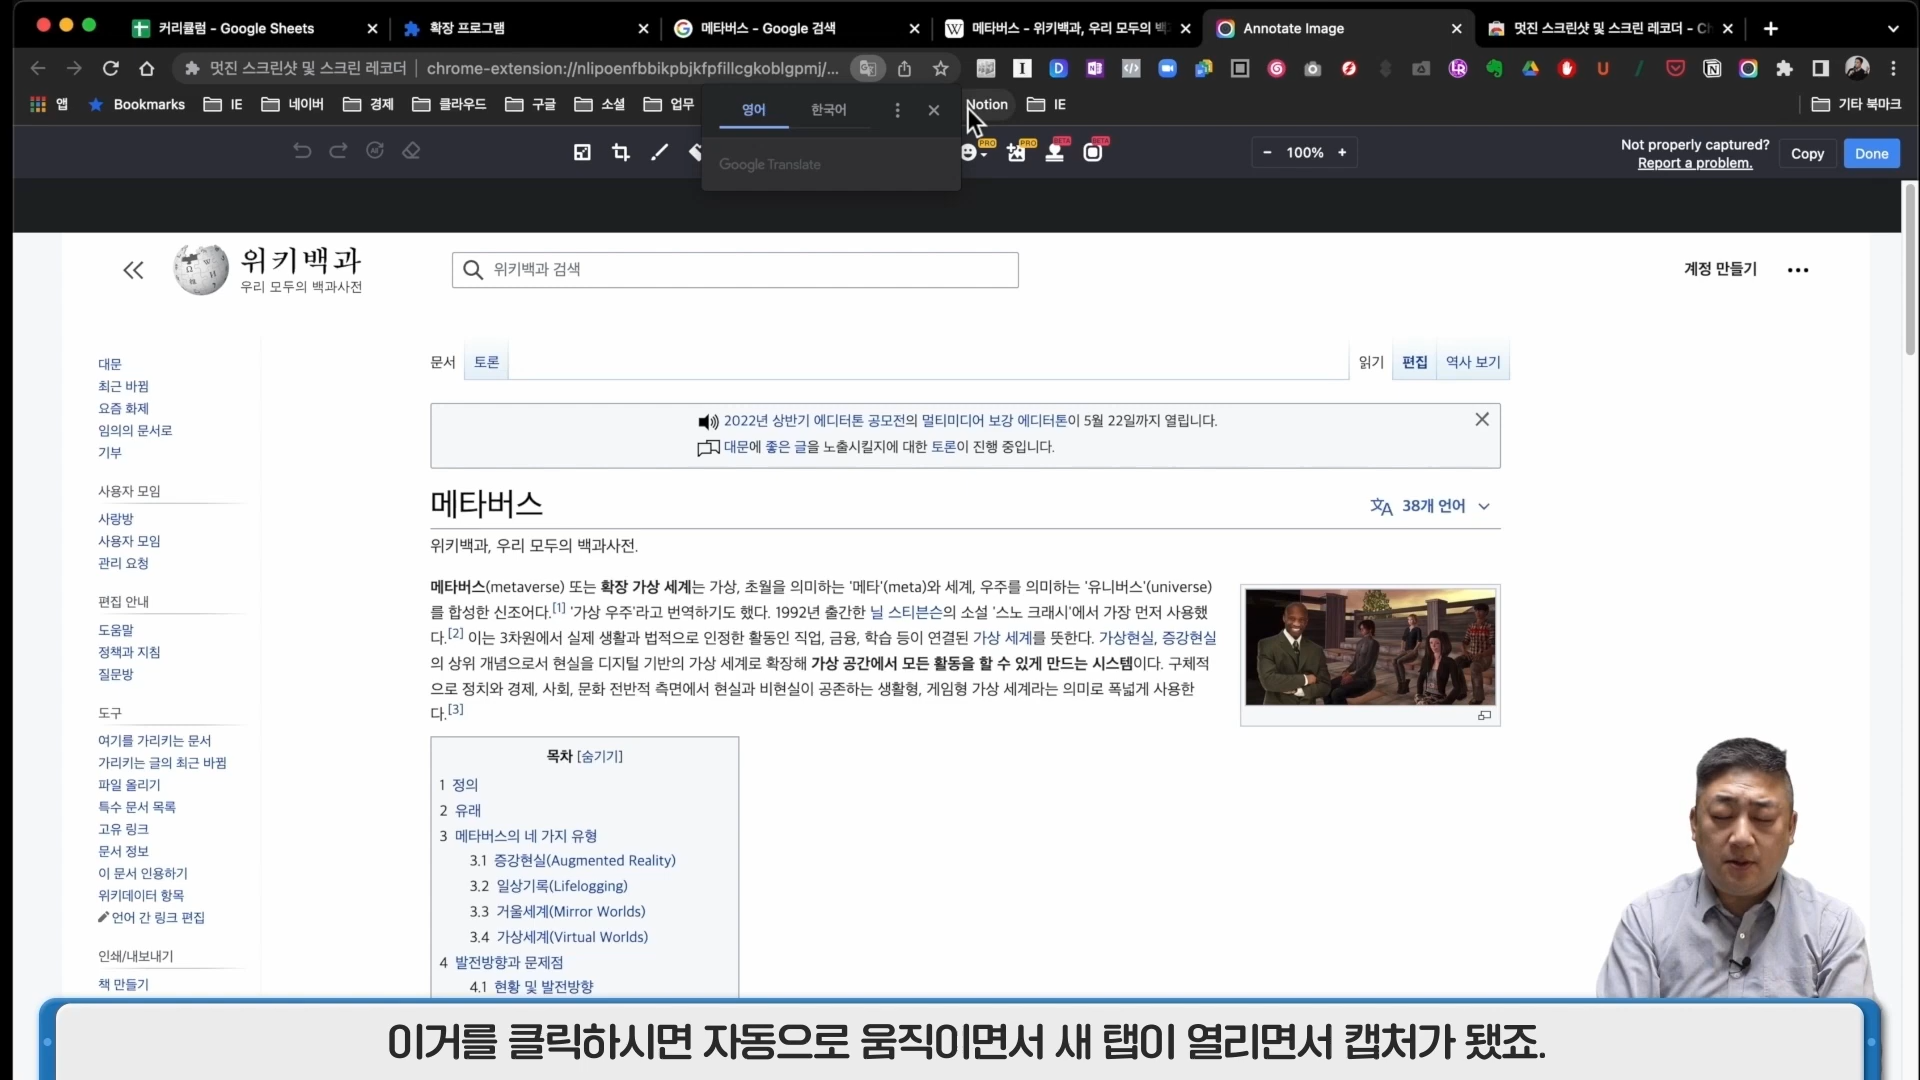 커리큘럼 - Google Sheets
확장 프로그램
메타버스 - Google 검색
메타버스 - 위키백과, 우리 모두의 백
Annotate Image
멋진 스크린샷 및 스크린 레코더 - C
멋진 스크린샷 및 스크린 레코더 | chrome-extension://nlipoenfbbikpbjkfpfillcgkoblgpmj/...
앱
Bookmarks
IE
네이버
경제
클라우드
구글
소셜
업무
Notion
IE
기타 북마크
영어
한국어
Google Translate
PRO
PRO
BETA
BETA
- 100% +
Not properly captured?
Report a problem.
Copy
Done
위키백과
우리 모두의 백과사전
위키백과 검색
계정 만들기
대문
최근 바뀜
요즘 화제
임의의 문서로
기부
사용자 모임
사랑방
사용자 모임
관리 요청
편집 안내
도움말
정책과 지침
질문방
도구
여기를 가리키는 문서
가리키는 글의 최근 바뀜
파일 올리기
특수 문서 목록
고유 링크
문서 정보
이 문서 인용하기
위키데이터 항목
언어 간 링크 편집
인쇄/내보내기
책 만들기
문서
토론
읽기
편집
역사 보기
2022년 상반기 에디터톤 공모전의 멀티미디어 보강 에디터톤이 5월 22일까지 열립니다.
대문에 좋은 글을 노출시킬지에 대한 토론이 진행 중입니다.
메타버스
38개 언어
위키백과, 우리 모두의 백과사전.
메타버스(metaverse) 또는 확장 가상 세계는 가상, 초월을 의미하는 '메타'(meta)와 세계, 우주를 의미하는 '유니버스'(universe)
를 합성한 신조어다.[1] '가상 우주'라고 번역하기도 했다. 1992년 출간한 닐 스티븐슨의 소설 '스노 크래시'에서 가장 먼저 사용했
다.[2] 이는 3차원에서 실제 생활과 법적으로 인정한 활동인 직업, 금융, 학습 등이 연결된 가상 세계를 뜻한다. 가상현실, 증강현실
의 상위 개념으로서 현실을 디지털 기반의 가상 세계로 확장해 가상 공간에서 모든 활동을 할 수 있게 만드는 시스템이다. 구체적
으로 정치와 경제, 사회, 문화 전반적 측면에서 현실과 비현실이 공존하는 생활형, 게임형 가상 세계라는 의미로 폭넓게 사용한
다.[3]
목차 [숨기기]
1 정의
2 유래
3 메타버스의 네 가지 유형
3.1 증강현실(Augmented Reality)
3.2 일상기록(Lifelogging)
3.3 거울세계(Mirror Worlds)
3.4 가상세계(Virtual Worlds)
4 발전방향과 문제점
4.1 현황 및 발전방향
이거를 클릭하시면 자동으로 움직이면서 새 탭이 열리면서 캡처가 됐죠.